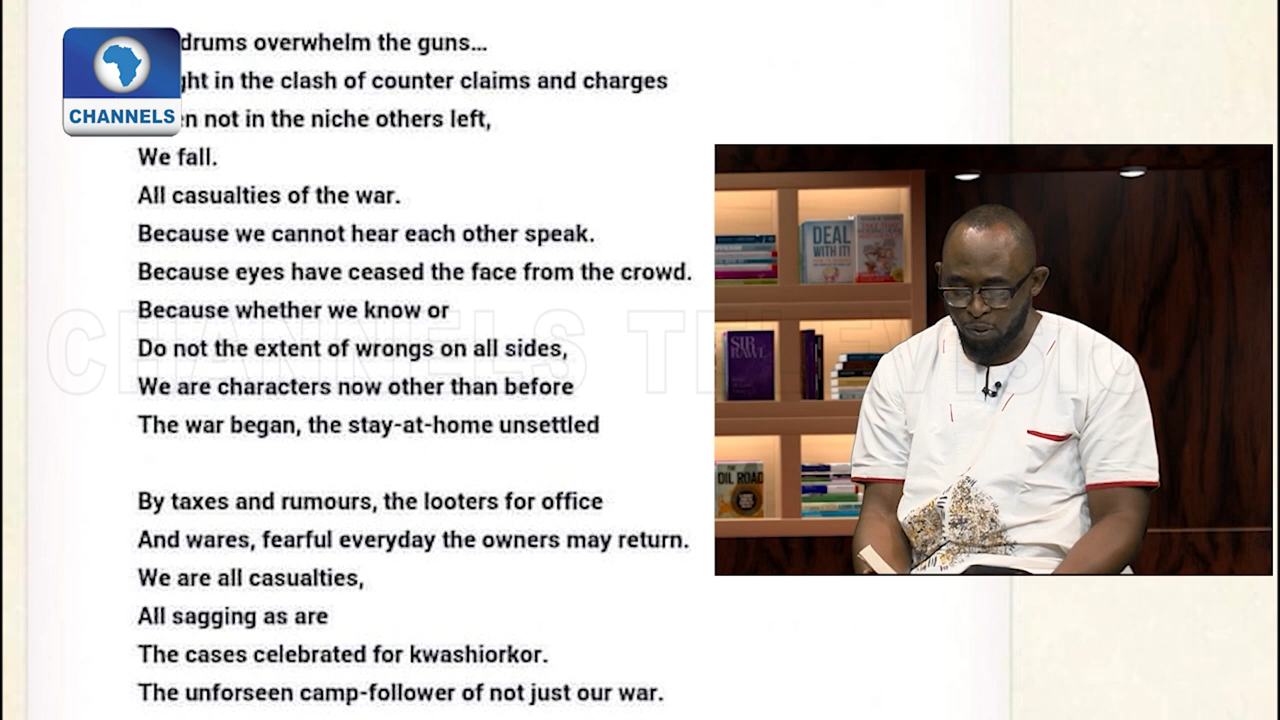 drums overwhelm the guns...
in the clash of counter claims and charges
not in the niche others left,
We fall.
All casualties of the war.
Because we cannot hear each other speak.
Because eyes have ceased the face from the crowd.
Because whether we know or
Do not the extent of wrongs on all sides,
We are characters now other than before
The war began, the stay-at-home unsettled
By taxes and rumours, the looters for office
And wares, fearful everyday the owners may return.
We are all casualties,
All sagging as are
The cases celebrated for kwashiorkor.
The unforseen camp-follower of not just our war.
CHANNELS
CHANNELS TELEVISIO
DEAL
WITH IT!
SIR
OIL ROAD